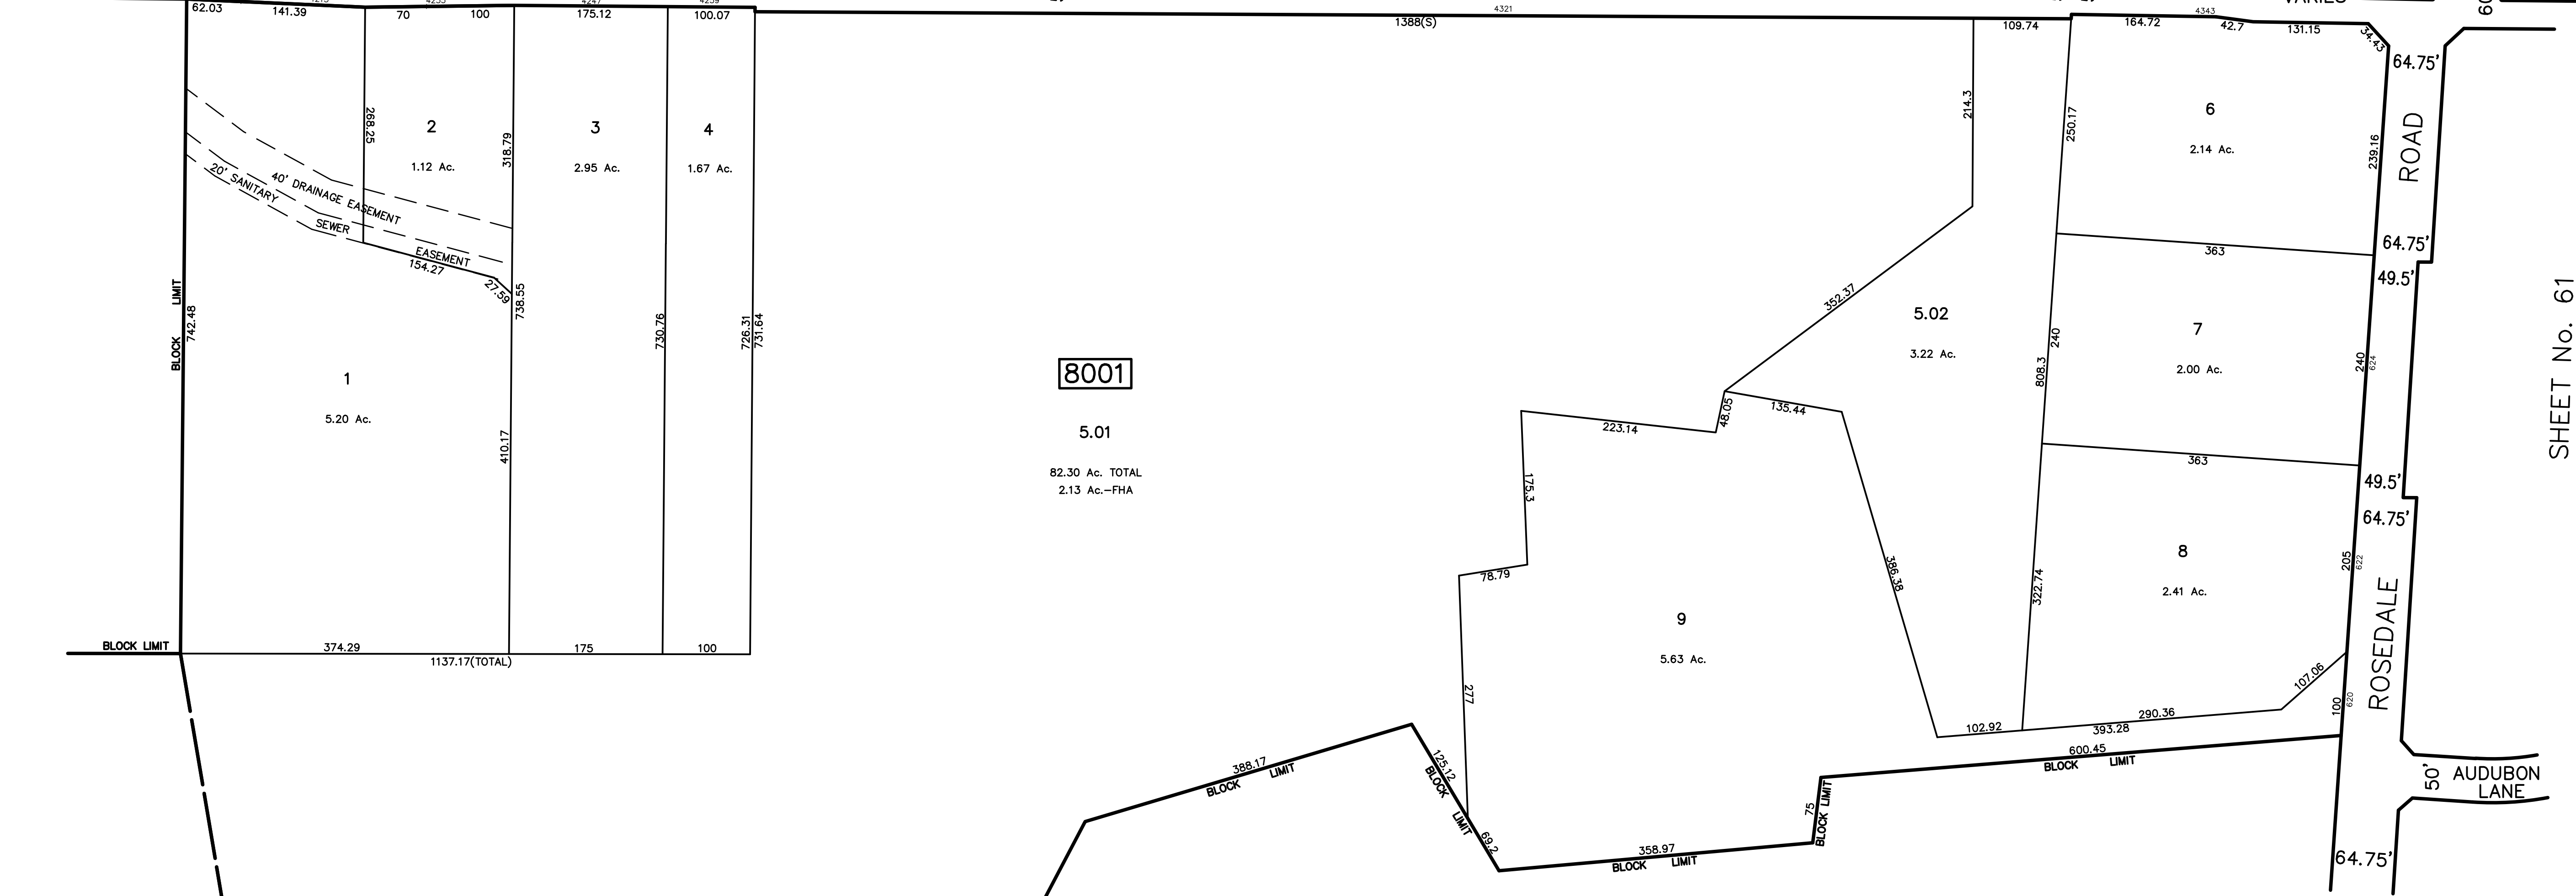 4253
4247
4259
4321
4343
VARIES
60
62.03
141.39
70
100
175.12
100.07
1388(S)
109.74
164.72
42.7
131.15
34.43
64.75'
268.25
2
1.12 Ac.
318.79
3
2.95 Ac.
4
1.67 Ac.
214.3
250.17
6
2.14 Ac.
239.16
ROAD
20' SANITARY
SEWER
EASEMENT
40' DRAINAGE EASEMENT
154.27
27.59
738.55
BLOCK LIMIT
742.48
730.76
726.31
731.64
1
5.20 Ac.
410.17
8001
5.01
82.30 Ac. TOTAL
2.13 Ac.-FHA
352.37
5.02
3.22 Ac.
363
64.75'
49.5'
240
808.3
7
2.00 Ac.
240
624
SHEET No. 61
223.14
48.05
135.44
175.3
78.79
386.38
363
49.5'
64.75'
322.74
8
2.41 Ac.
205
622
ROSEDALE
9
5.63 Ac.
277
BLOCK LIMIT
374.29
175
100
1137.17(TOTAL)
107.06
100
620
290.36
102.92
393.28
600.45
BLOCK LIMIT
388.17
BLOCK LIMIT
125.12
BLOCK LIMIT
69.2
358.97
BLOCK LIMIT
75
BLOCK LIMIT
50'
AUDUBON
LANE
64.75'